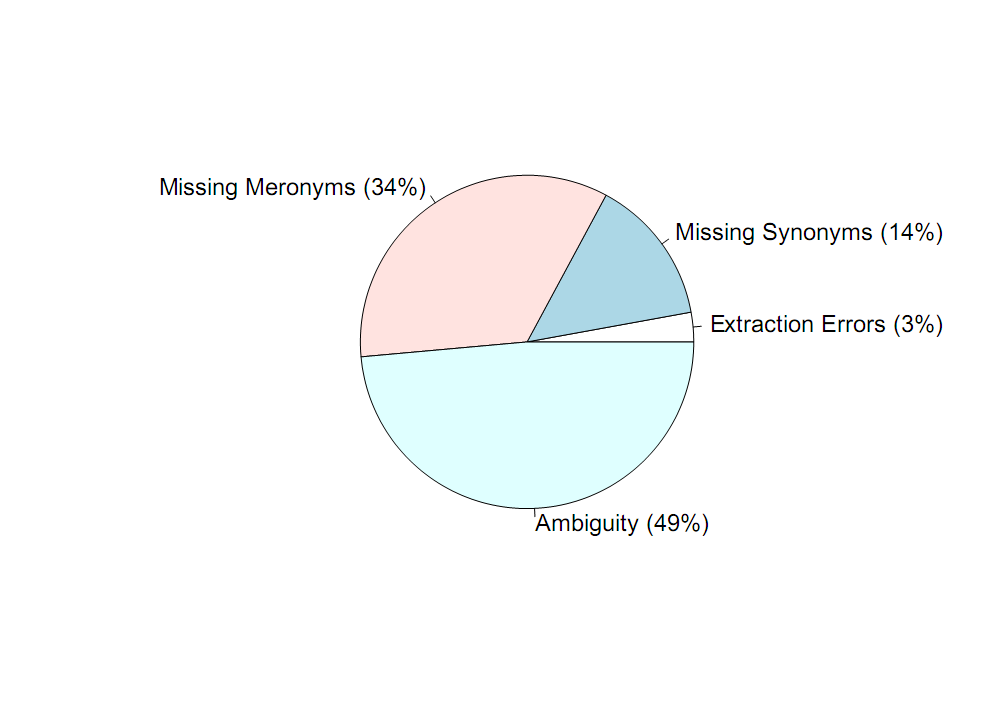 Missing Meronyms (34%)
Missing Synonyms (14%)
Extraction Errors (3%)
Ambiguity (49%)